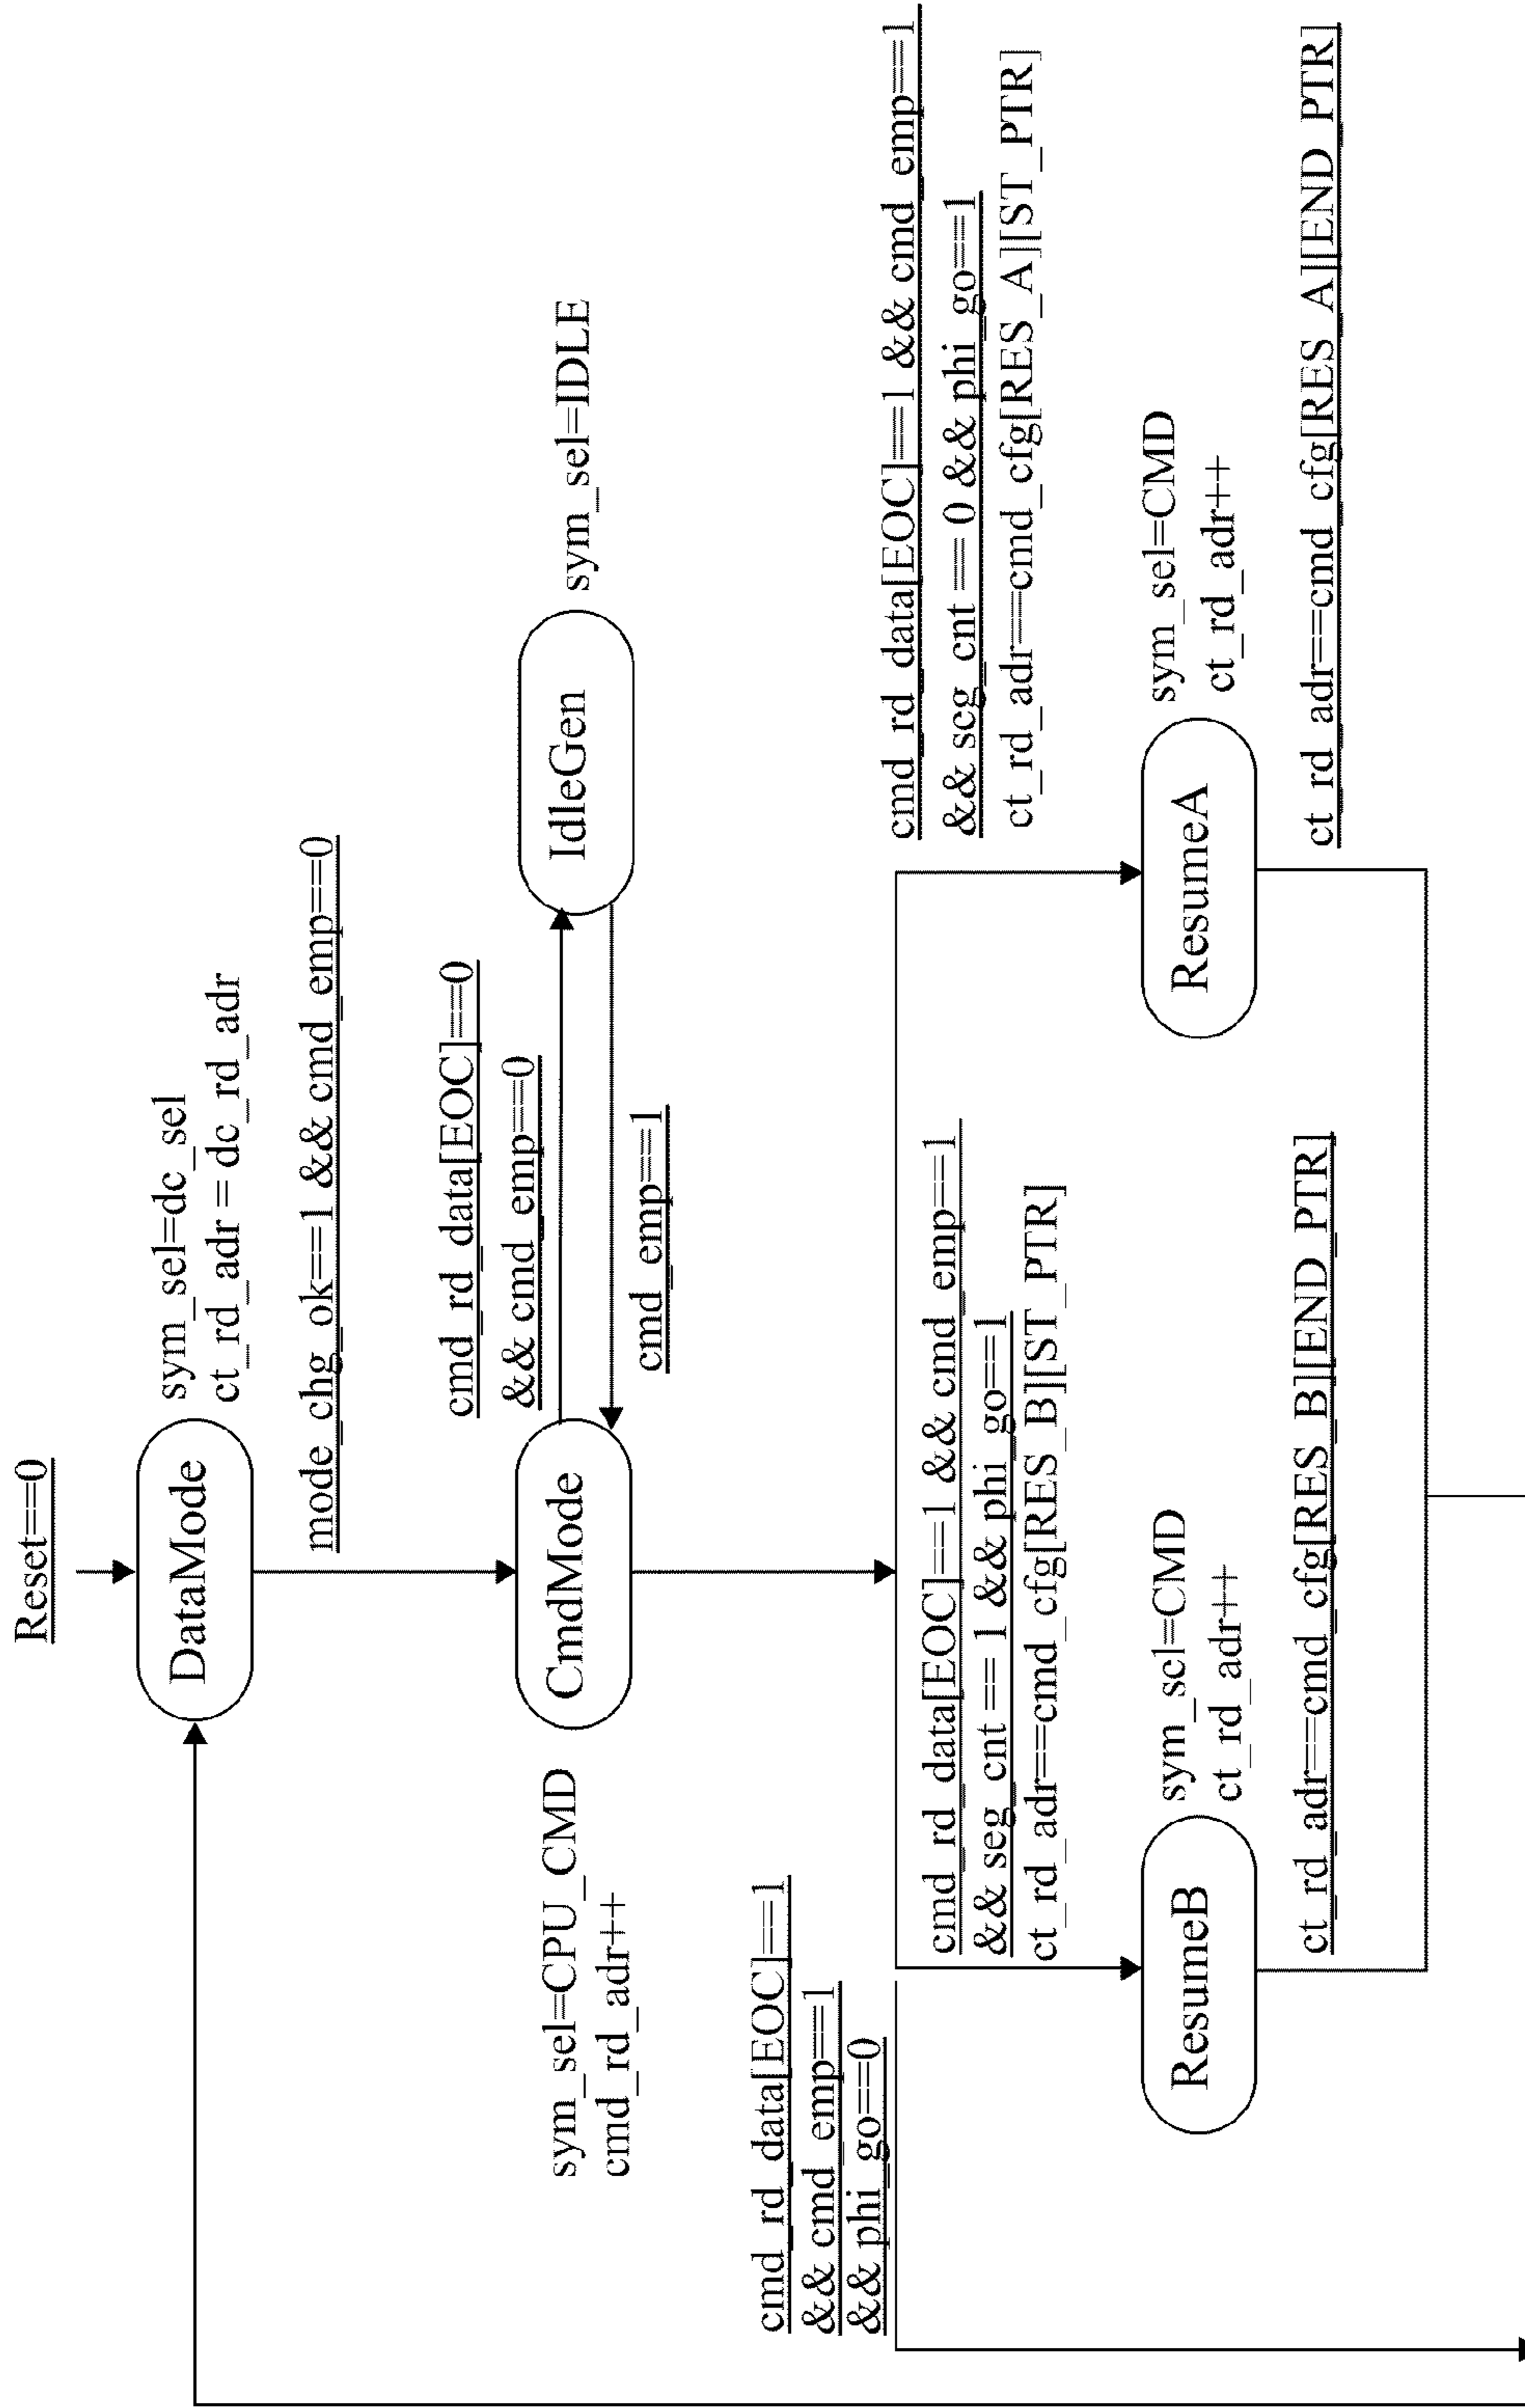 Reset==0
DataMode
sym_sel=dc_sel
ct_rd_adr = dc_rd_adr
mode_chg_ok==1 && cmd_emp==0
sym_sel=CPU_CMD
cmd_rd_adr++
CmdMode
cmd_rd_data[EOC]==0
&& cmd_emp==0
cmd_emp==1
IdleGen
sym_sel=IDLE
cmd_rd_data[EOC]==1
&& cmd_emp==1
&& phi_go==0
cmd_rd_data[EOC]==1 && cmd_emp==1
&& seg_cnt == 1 && phi_go==1
ct_rd_adr==cmd_cfg[RES_B][ST_PTR]
cmd_rd_data[EOC]==1 && cmd_emp==1
&& seg_cnt == 0 && phi_go==1
ct_rd_adr==cmd_cfg[RES_A][ST_PTR]
ResumeB
sym_sel=CMD
ct_rd_adr++
ct_rd_adr==cmd_cfg[RES_B][END_PTR]
ResumeA
sym_sel=CMD
ct_rd_adr++
ct_rd_adr==cmd_cfg[RES_A][END_PTR]